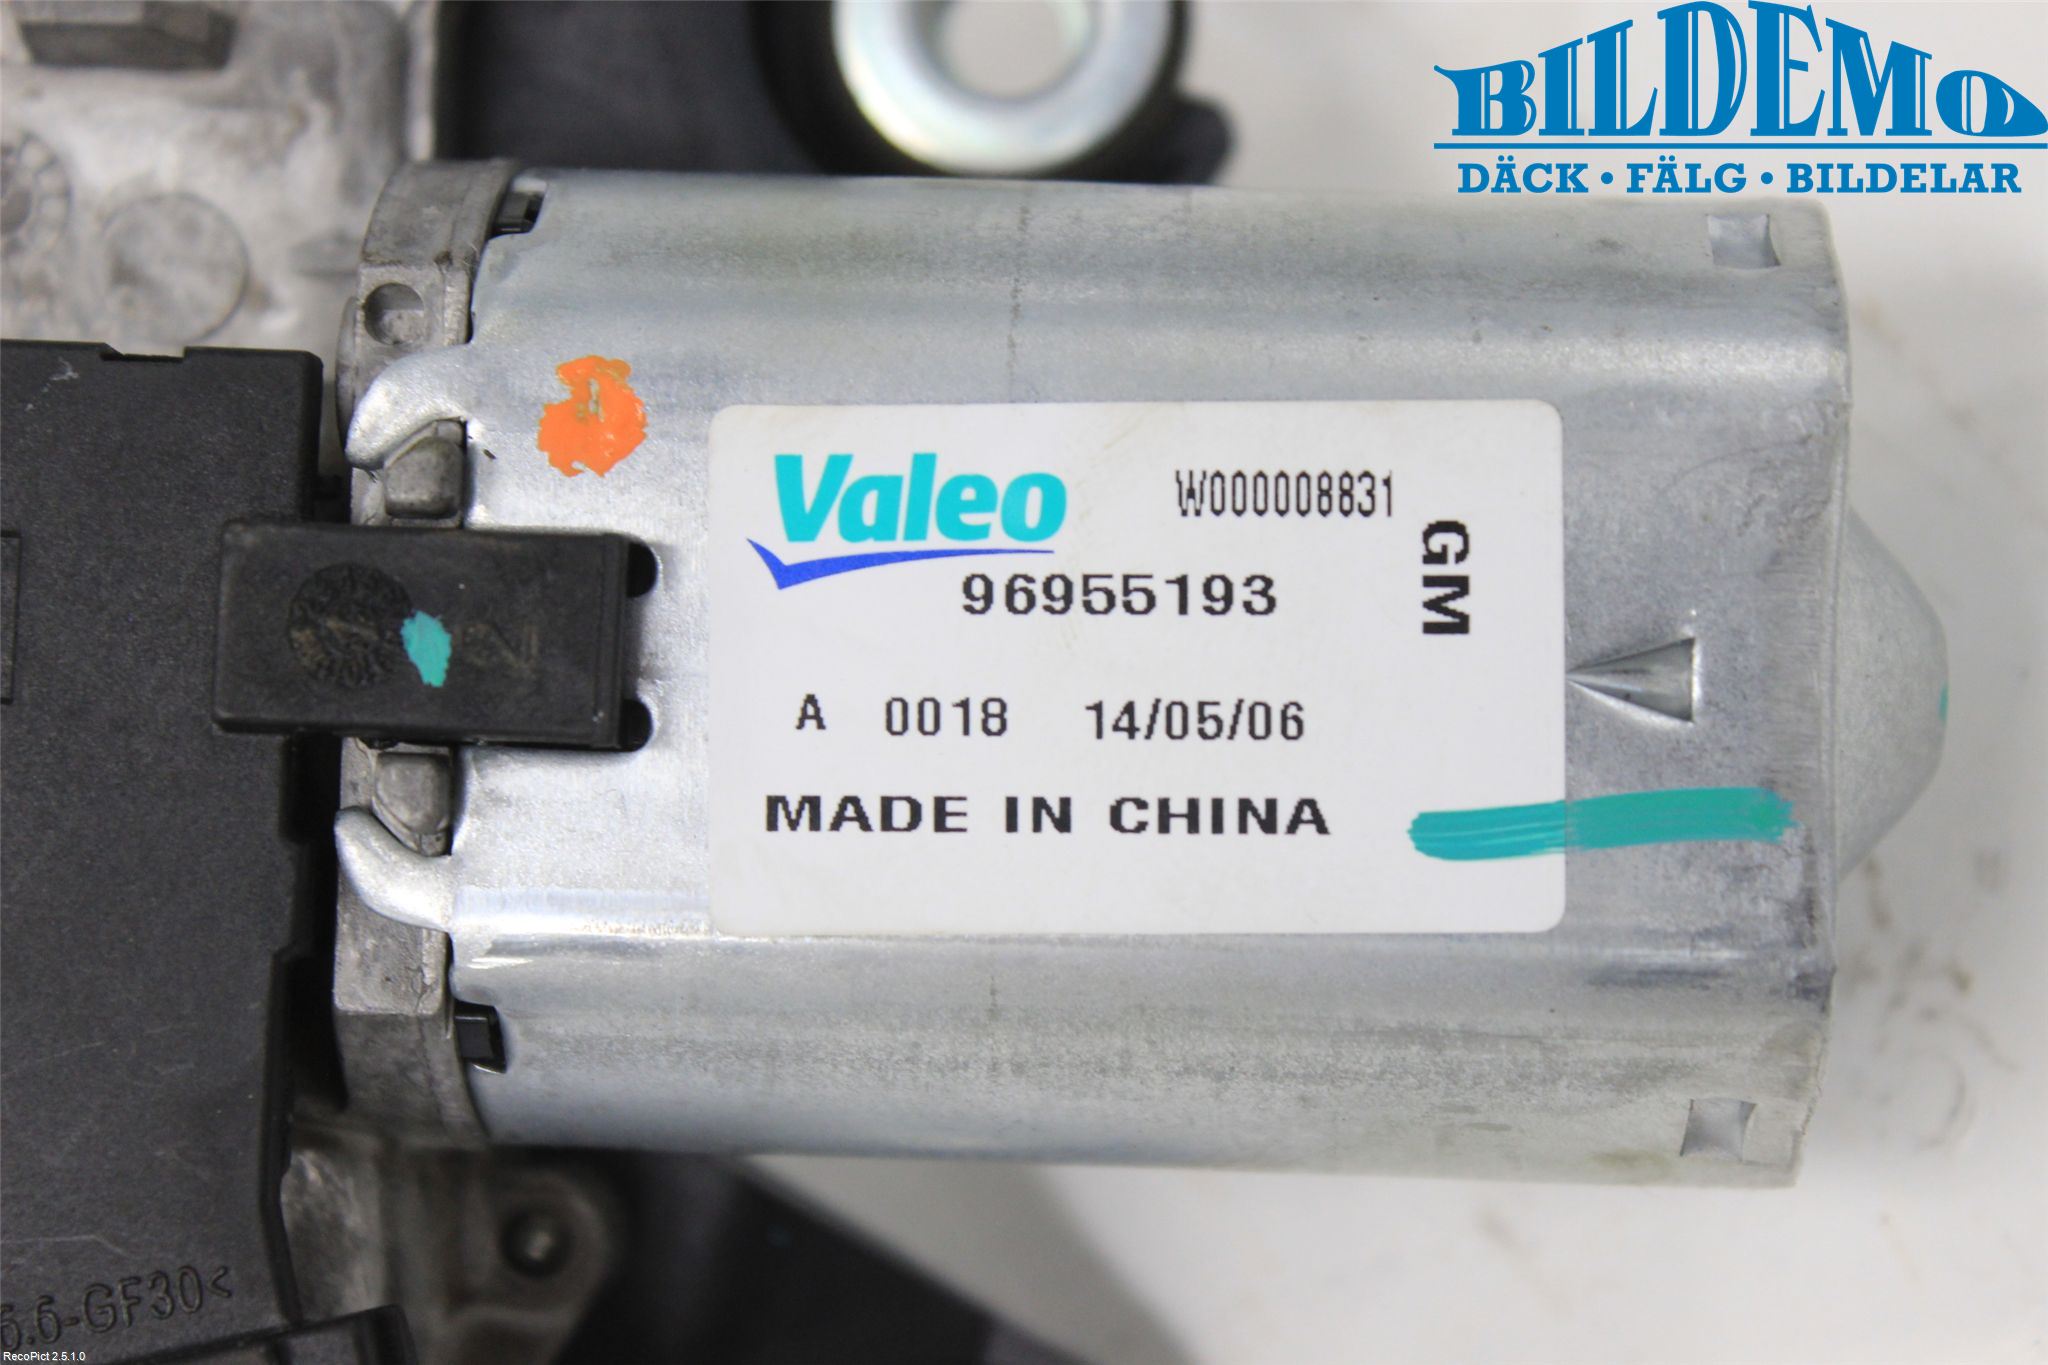 BILDEMO
DÄCK • FÄLG • BILDELAR
Valeo W000008831
96955193
GM
A 0018 14/05/06
MADE IN CHINA
6.6-GF30<
RecoPict 2.5.1.0